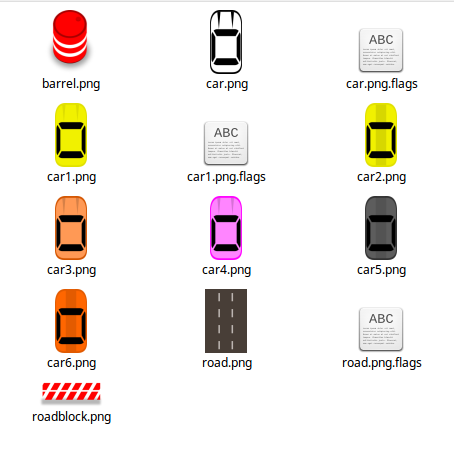 barrel.png
car.png
ABC
car.png.flags
car1.png
ABC
car1.png.flags
car2.png
car3.png
car4.png
car5.png
car6.png
road.png
ABC
road.png.flags
roadblock.png